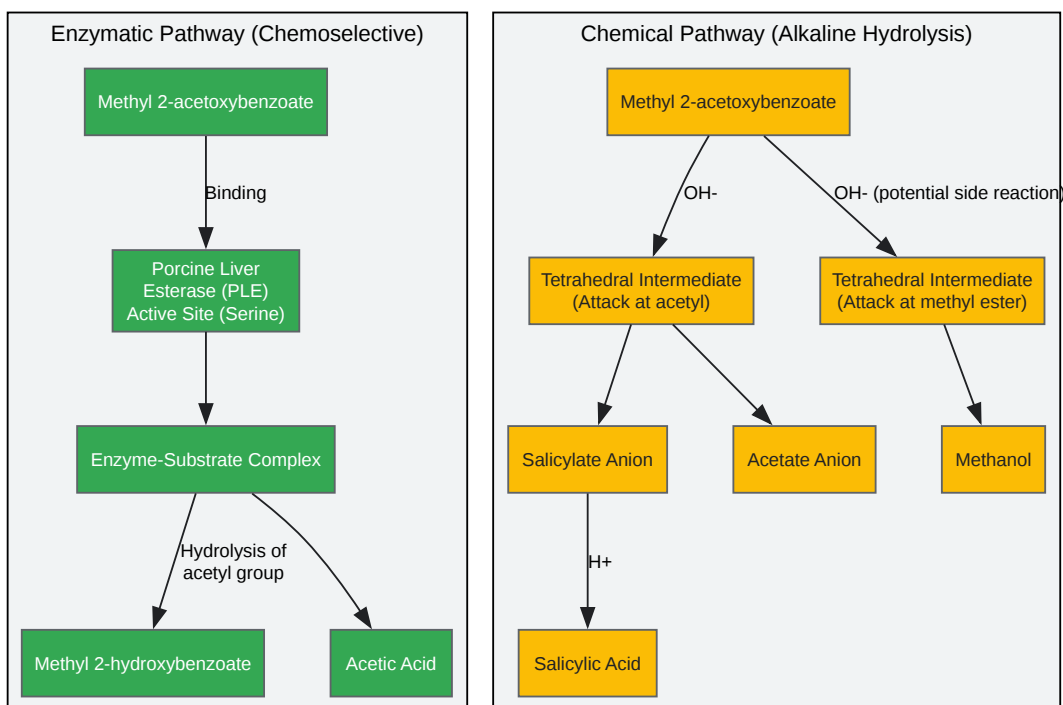 Enzymatic Pathway (Chemoselective)
Methyl 2-acetoxybenzoate
Binding
Porcine Liver
Esterase (PLE)
Active Site (Serine)
Enzyme-Substrate Complex
Hydrolysis of
acetyl group
Methyl 2-hydroxybenzoate
Acetic Acid
Chemical Pathway (Alkaline Hydrolysis)
Methyl 2-acetoxybenzoate
OH-
OH- (potential side reaction)
Tetrahedral Intermediate
(Attack at acetyl)
Tetrahedral Intermediate
(Attack at methyl ester)
Salicylate Anion
Acetate Anion
Methanol
H+
Salicylic Acid